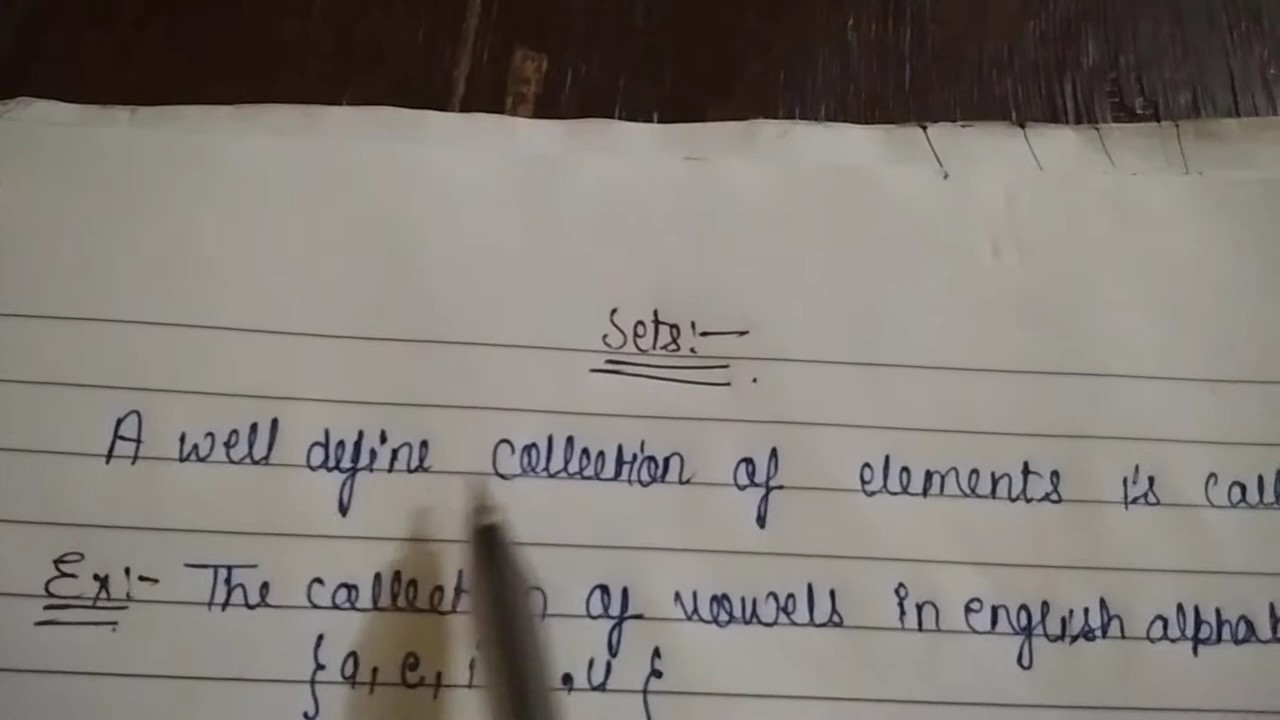 Sets:-
A well define collection of elements is
Ex:- The of vowels in english
{a, e, u}